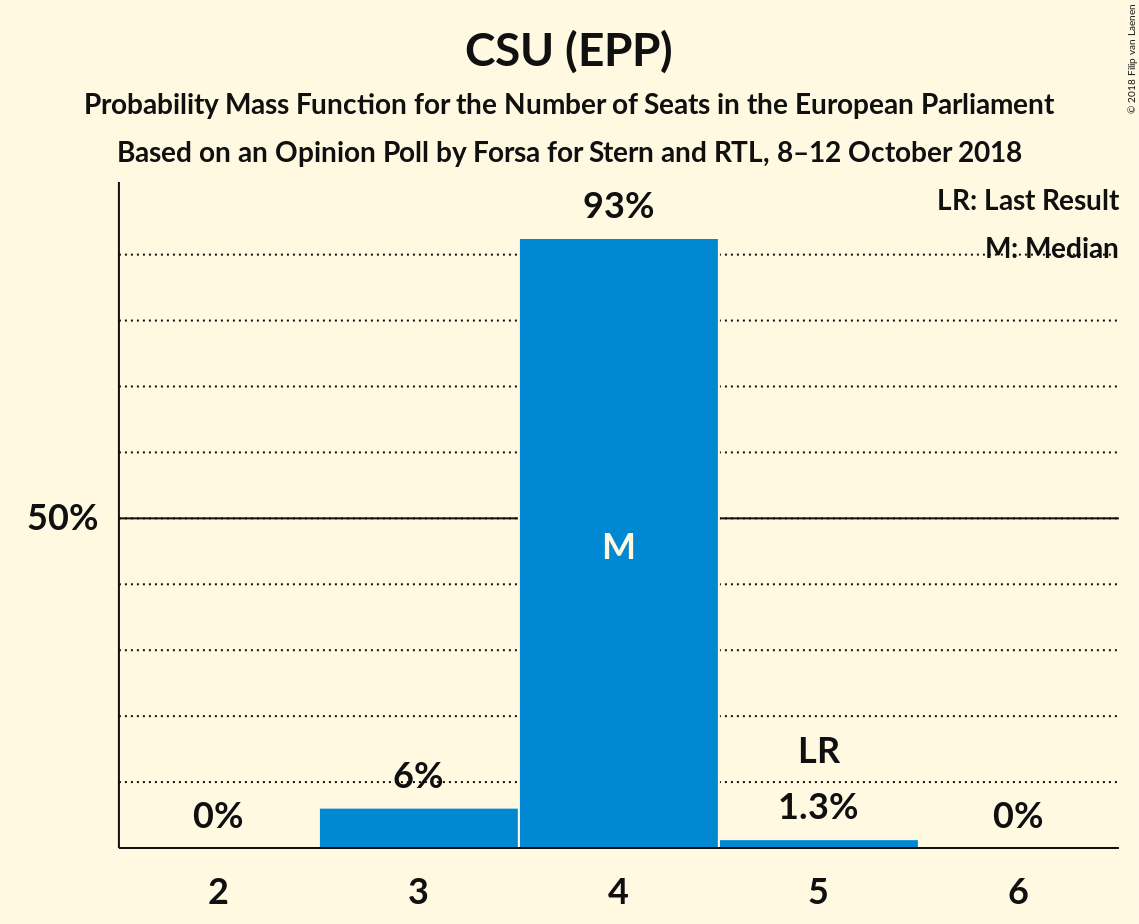 CSU (EPP)
Probability Mass Function for the Number of Seats in the European Parliament
Based on an Opinion Poll by Forsa for Stern and RTL, 8–12 October 2018
© 2018 Filip van Laenen
LR: Last Result
M: Median
93%
50%
M
LR
6%
1.3%
0%
0%
2
3
4
5
6